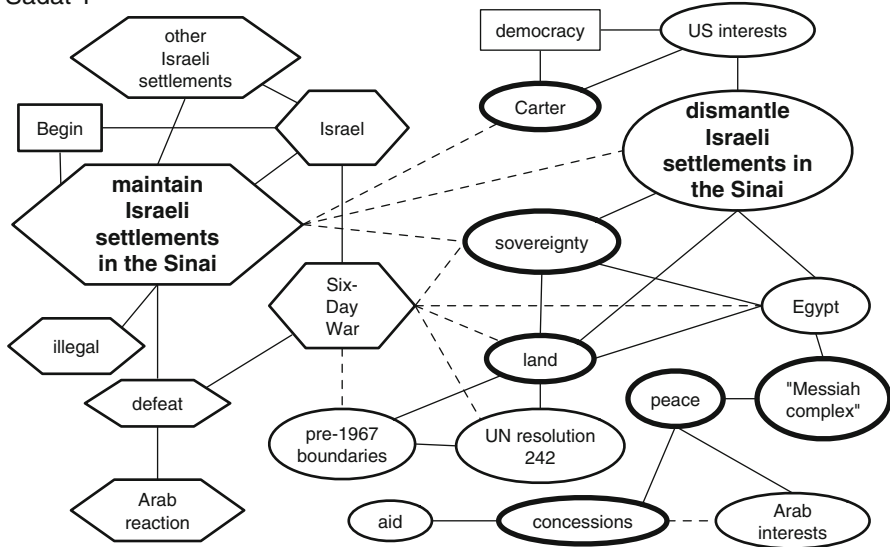 Sadat
other
Israeli
settlements
Begin
Israel
maintain
Israeli
settlements
in the Sinai
illegal
defeat
Arab
reaction
Six-
Day
War
democracy
US interests
Carter
dismantle
Israeli
settlements in
the Sinai
sovereignty
Egypt
land
pre-1967
boundaries
UN resolution
242
peace
"Messiah
complex"
aid
concessions
Arab
interests